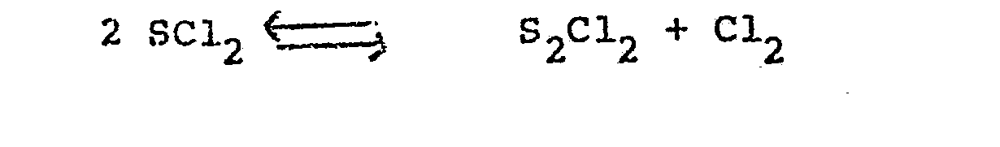 2 SCl₂ ⇌ S₂Cl₂ + Cl₂